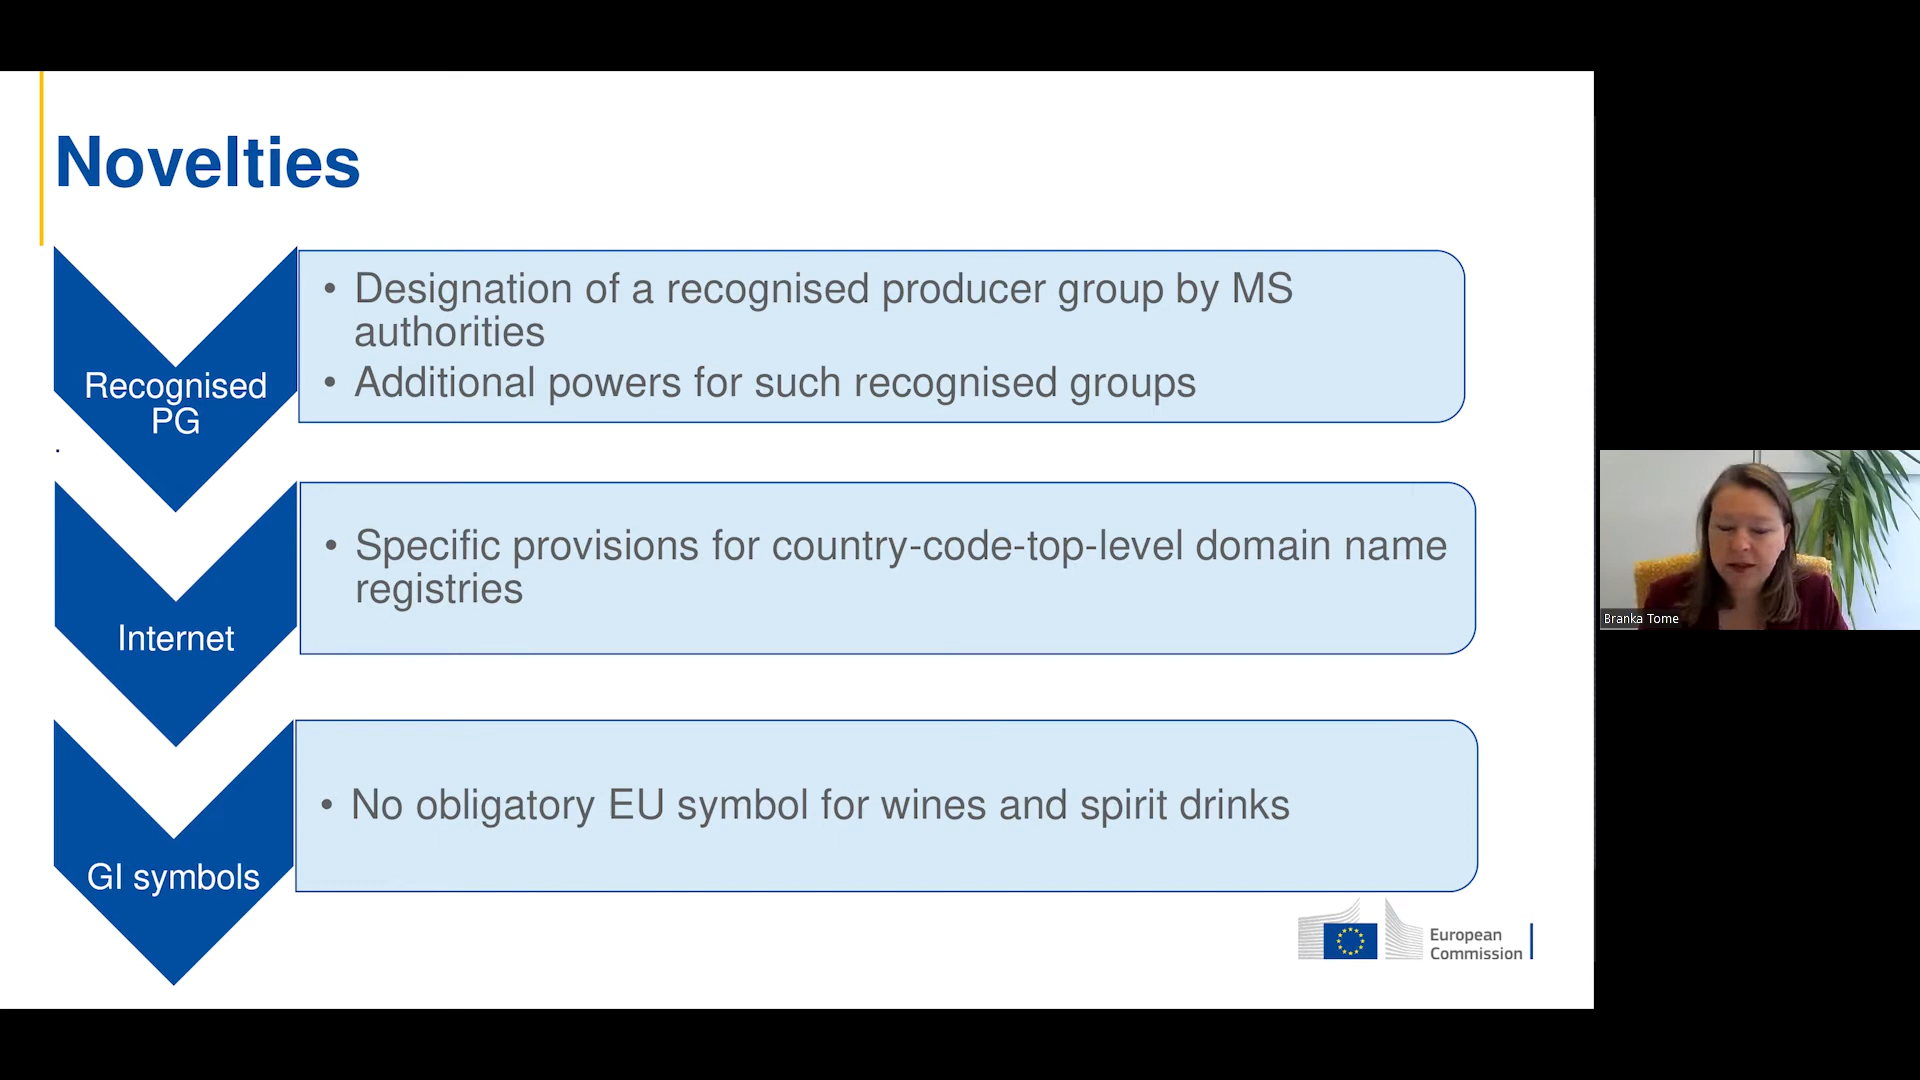 Novelties
Recognised
PG
• Designation of a recognised producer group by MS
authorities
• Additional powers for such recognised groups
.
Internet
• Specific provisions for country-code-top-level domain name
registries
GI symbols
• No obligatory EU symbol for wines and spirit drinks
European
Commission
Branka Tome